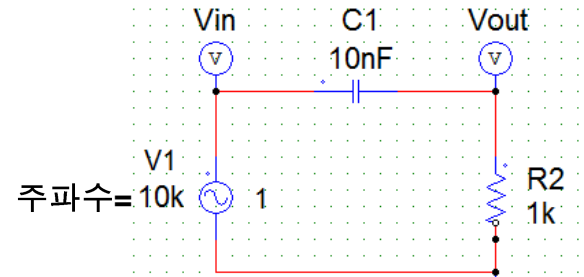 Vin C1 Vout
V V
10nF
V1
주파수= 10k 1
R2
1k